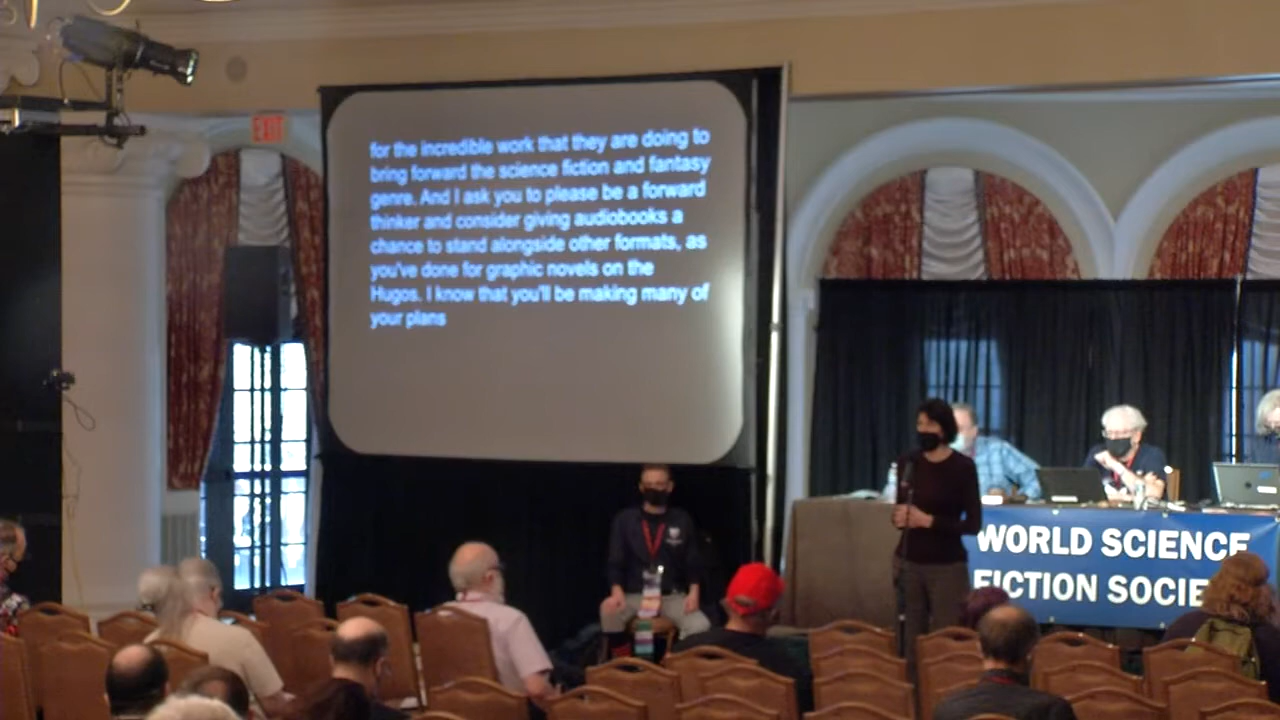 EXIT
for the incredible work that they are doing to
bring forward the science fiction and fantasy
genre. And I ask you to please be a forward
thinker and consider giving audiobooks a
chance to stand alongside other formats, as
you've done for graphic novels on the
Hugos. I know that you'll be making many of
your plans
WORLD SCIENCE
FICTION SOCIE